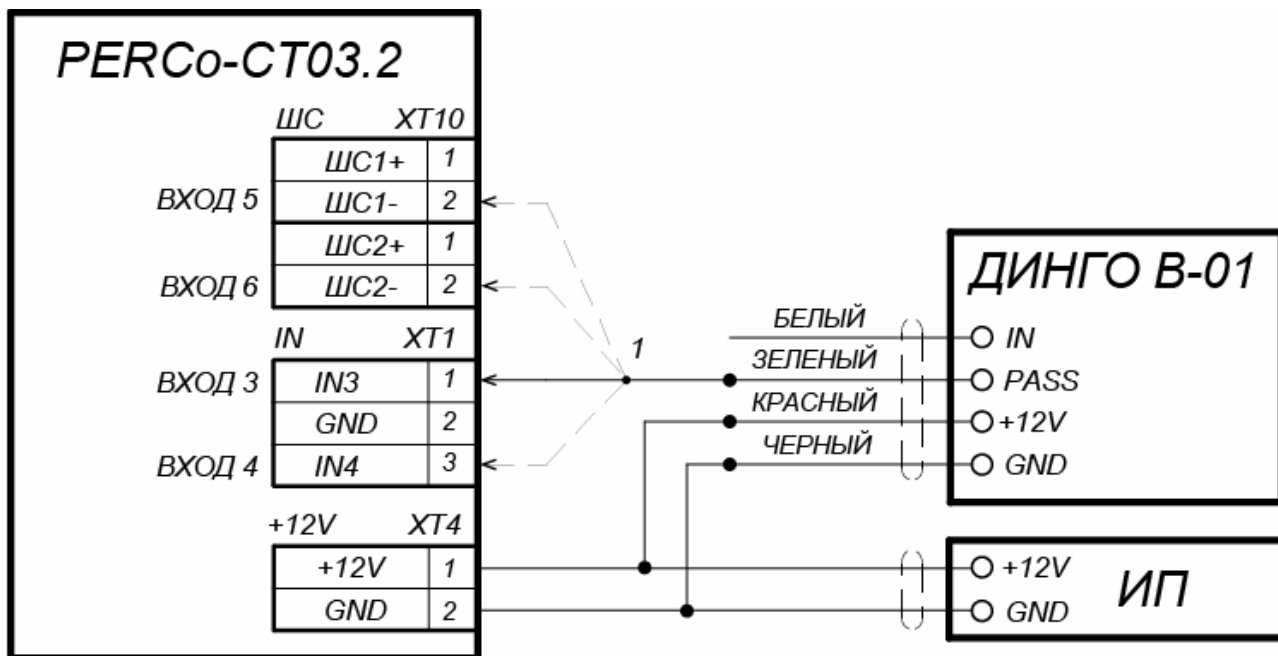 PERCo-CT03.2
ШС XT10
ШС1+ 1
ВХОД 5 ШС1- 2
ШС2+ 1
ВХОД 6 ШС2- 2
IN XT1
ВХОД 3 IN3 1
GND 2
ВХОД 4 IN4 3
+12V XT4
+12V 1
GND 2
1
БЕЛЫЙ
ЗЕЛЕНЫЙ
КРАСНЫЙ
ЧЕРНЫЙ
ДИНГО В-01
IN
PASS
+12V
GND
+12V
ИП
GND